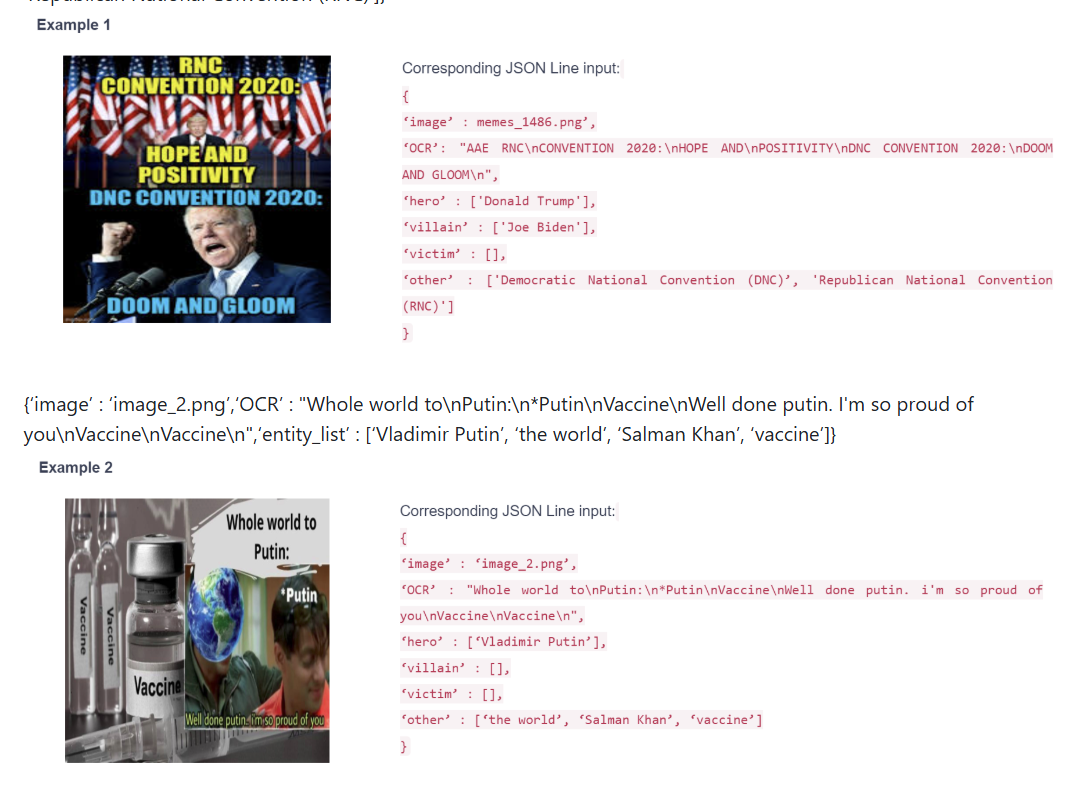 Example 1
RNC
CONVENTION 2020:
HOPE AND
POSITIVITY
DNC CONVENTION 2020:
DOOM AND GLOOM
Corresponding JSON Line input:
{
‘image’ : memes_1486.png’,
‘OCR’: "AAE RNC\nCONVENTION 2020:\nHOPE AND\nPOSITIVITY\nDNC CONVENTION 2020:\nDOOM
AND GLOOM\n",
‘hero’ : ['Donald Trump'],
‘villain’ : ['Joe Biden'],
‘victim’ : [],
‘other’ : ['Democratic National Convention (DNC)’, 'Republican National Convention
(RNC)']
}
{‘image’ : ‘image_2.png’,‘OCR’ : "Whole world to\nPutin:\n*Putin\nVaccine\nWell done putin. I'm so proud of
you\nVaccine\nVaccine\n",‘entity_list’ : [‘Vladimir Putin’, ‘the world’, ‘Salman Khan’, ‘vaccine’]}
Example 2
Whole world to
Putin:
*Putin
Vaccine
Vaccine
Vaccine
Well done putin. i'm so proud of you
Corresponding JSON Line input:
{
‘image’ : ‘image_2.png’,
‘OCR’ : "Whole world to\nPutin:\n*Putin\nVaccine\nWell done putin. i'm so proud of
you\nVaccine\nVaccine\n",
‘hero’ : [‘Vladimir Putin’],
‘villain’ : [],
‘victim’ : [],
‘other’ : [‘the world’, ‘Salman Khan’, ‘vaccine’]
}